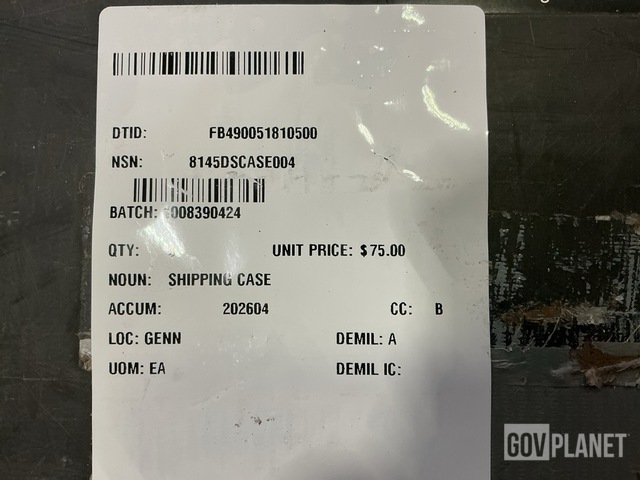 DTID: FB490051810500
NSN: 8145DSCASE004
BATCH: 008390424
QTY: UNIT PRICE: $75.00
NOUN: SHIPPING CASE
ACCUM: 202604 CC: B
LOC: GENN DEMIL: A
UOM: EA DEMIL IC:
GOVPLANET